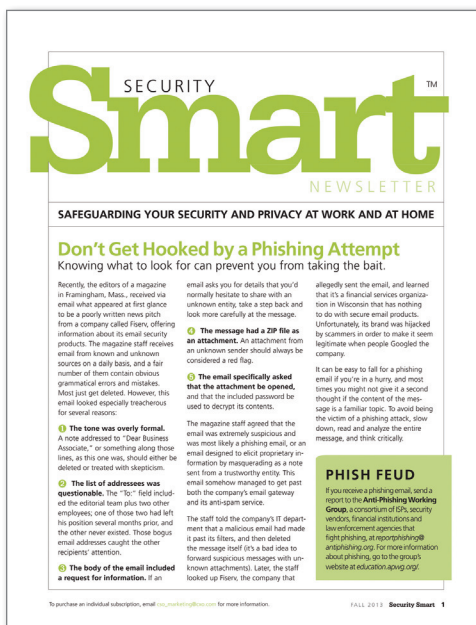 SECURITY
Smart™
NEWSLETTER
SAFEGUARDING YOUR SECURITY AND PRIVACY AT WORK AND AT HOME
Don't Get Hooked by a Phishing Attempt
Knowing what to look for can prevent you from taking the bait.
Recently, the editors of a magazine
in Framingham, Mass., received via
email what appeared at first glance
to be a poorly written news pitch
from a company called Fiserv, offering
information about its email security
products. The magazine staff receives
email from known and unknown
sources on a daily basis, and a fair
number of them contain obvious
grammatical errors and mistakes.
Most just get deleted. However, this
email looked especially treacherous
for several reasons:
1 The tone was overly formal.
A note addressed to "Dear Business
Associate," or something along those
lines, as this one was, should either be
deleted or treated with skepticism.
2 The list of addressees was
questionable. The "To:" field includ-
ed the editorial team plus two other
employees; one of those two had left
his position several months prior, and
the other never existed. Those bogus
email addresses caught the other
recipients' attention.
3 The body of the email included
a request for information. If an
email asks you for details that you'd
normally hesitate to share with an
unknown entity, take a step back and
look more carefully at the message.
4 The message had a ZIP file as
an attachment. An attachment from
an unknown sender should always be
considered a red flag.
5 The email specifically asked
that the attachment be opened,
and that the included password be
used to decrypt its contents.
The magazine staff agreed that the
email was extremely suspicious and
was most likely a phishing email, or an
email designed to elicit proprietary in-
formation by masquerading as a note
sent from a trustworthy entity. This
email somehow managed to get past
both the company's email gateway
and its anti-spam service.
The staff told the company's IT depart-
ment that a malicious email had made
it past its filters, and then deleted
the message itself (it's a bad idea to
forward suspicious messages with un-
known attachments). Later, the staff
looked up Fiserv, the company that
allegedly sent the email, and learned
that it's a financial services organiza-
tion in Wisconsin that has nothing
to do with secure email products.
Unfortunately, its brand was hijacked
by scammers in order to make it seem
legitimate when people Googled the
company.
It can be easy to fall for a phishing
email if you're in a hurry, and most
times you might not give it a second
thought if the content of the mes-
sage is a familiar topic. To avoid being
the victim of a phishing attack, slow
down, read and analyze the entire
message, and think critically.
PHISH FEUD
If you receive a phishing email, send a
report to the Anti-Phishing Working
Group, a consortium of ISPs, security
vendors, financial institutions and
law enforcement agencies that
fight phishing, at reportphishing@
antiphishing.org. For more information
about phishing, go to the group's
website at education.apwg.org/.
To purchase an individual subscription, email cso_marketing@cso.com for more information.
FALL 2013 Security Smart 1